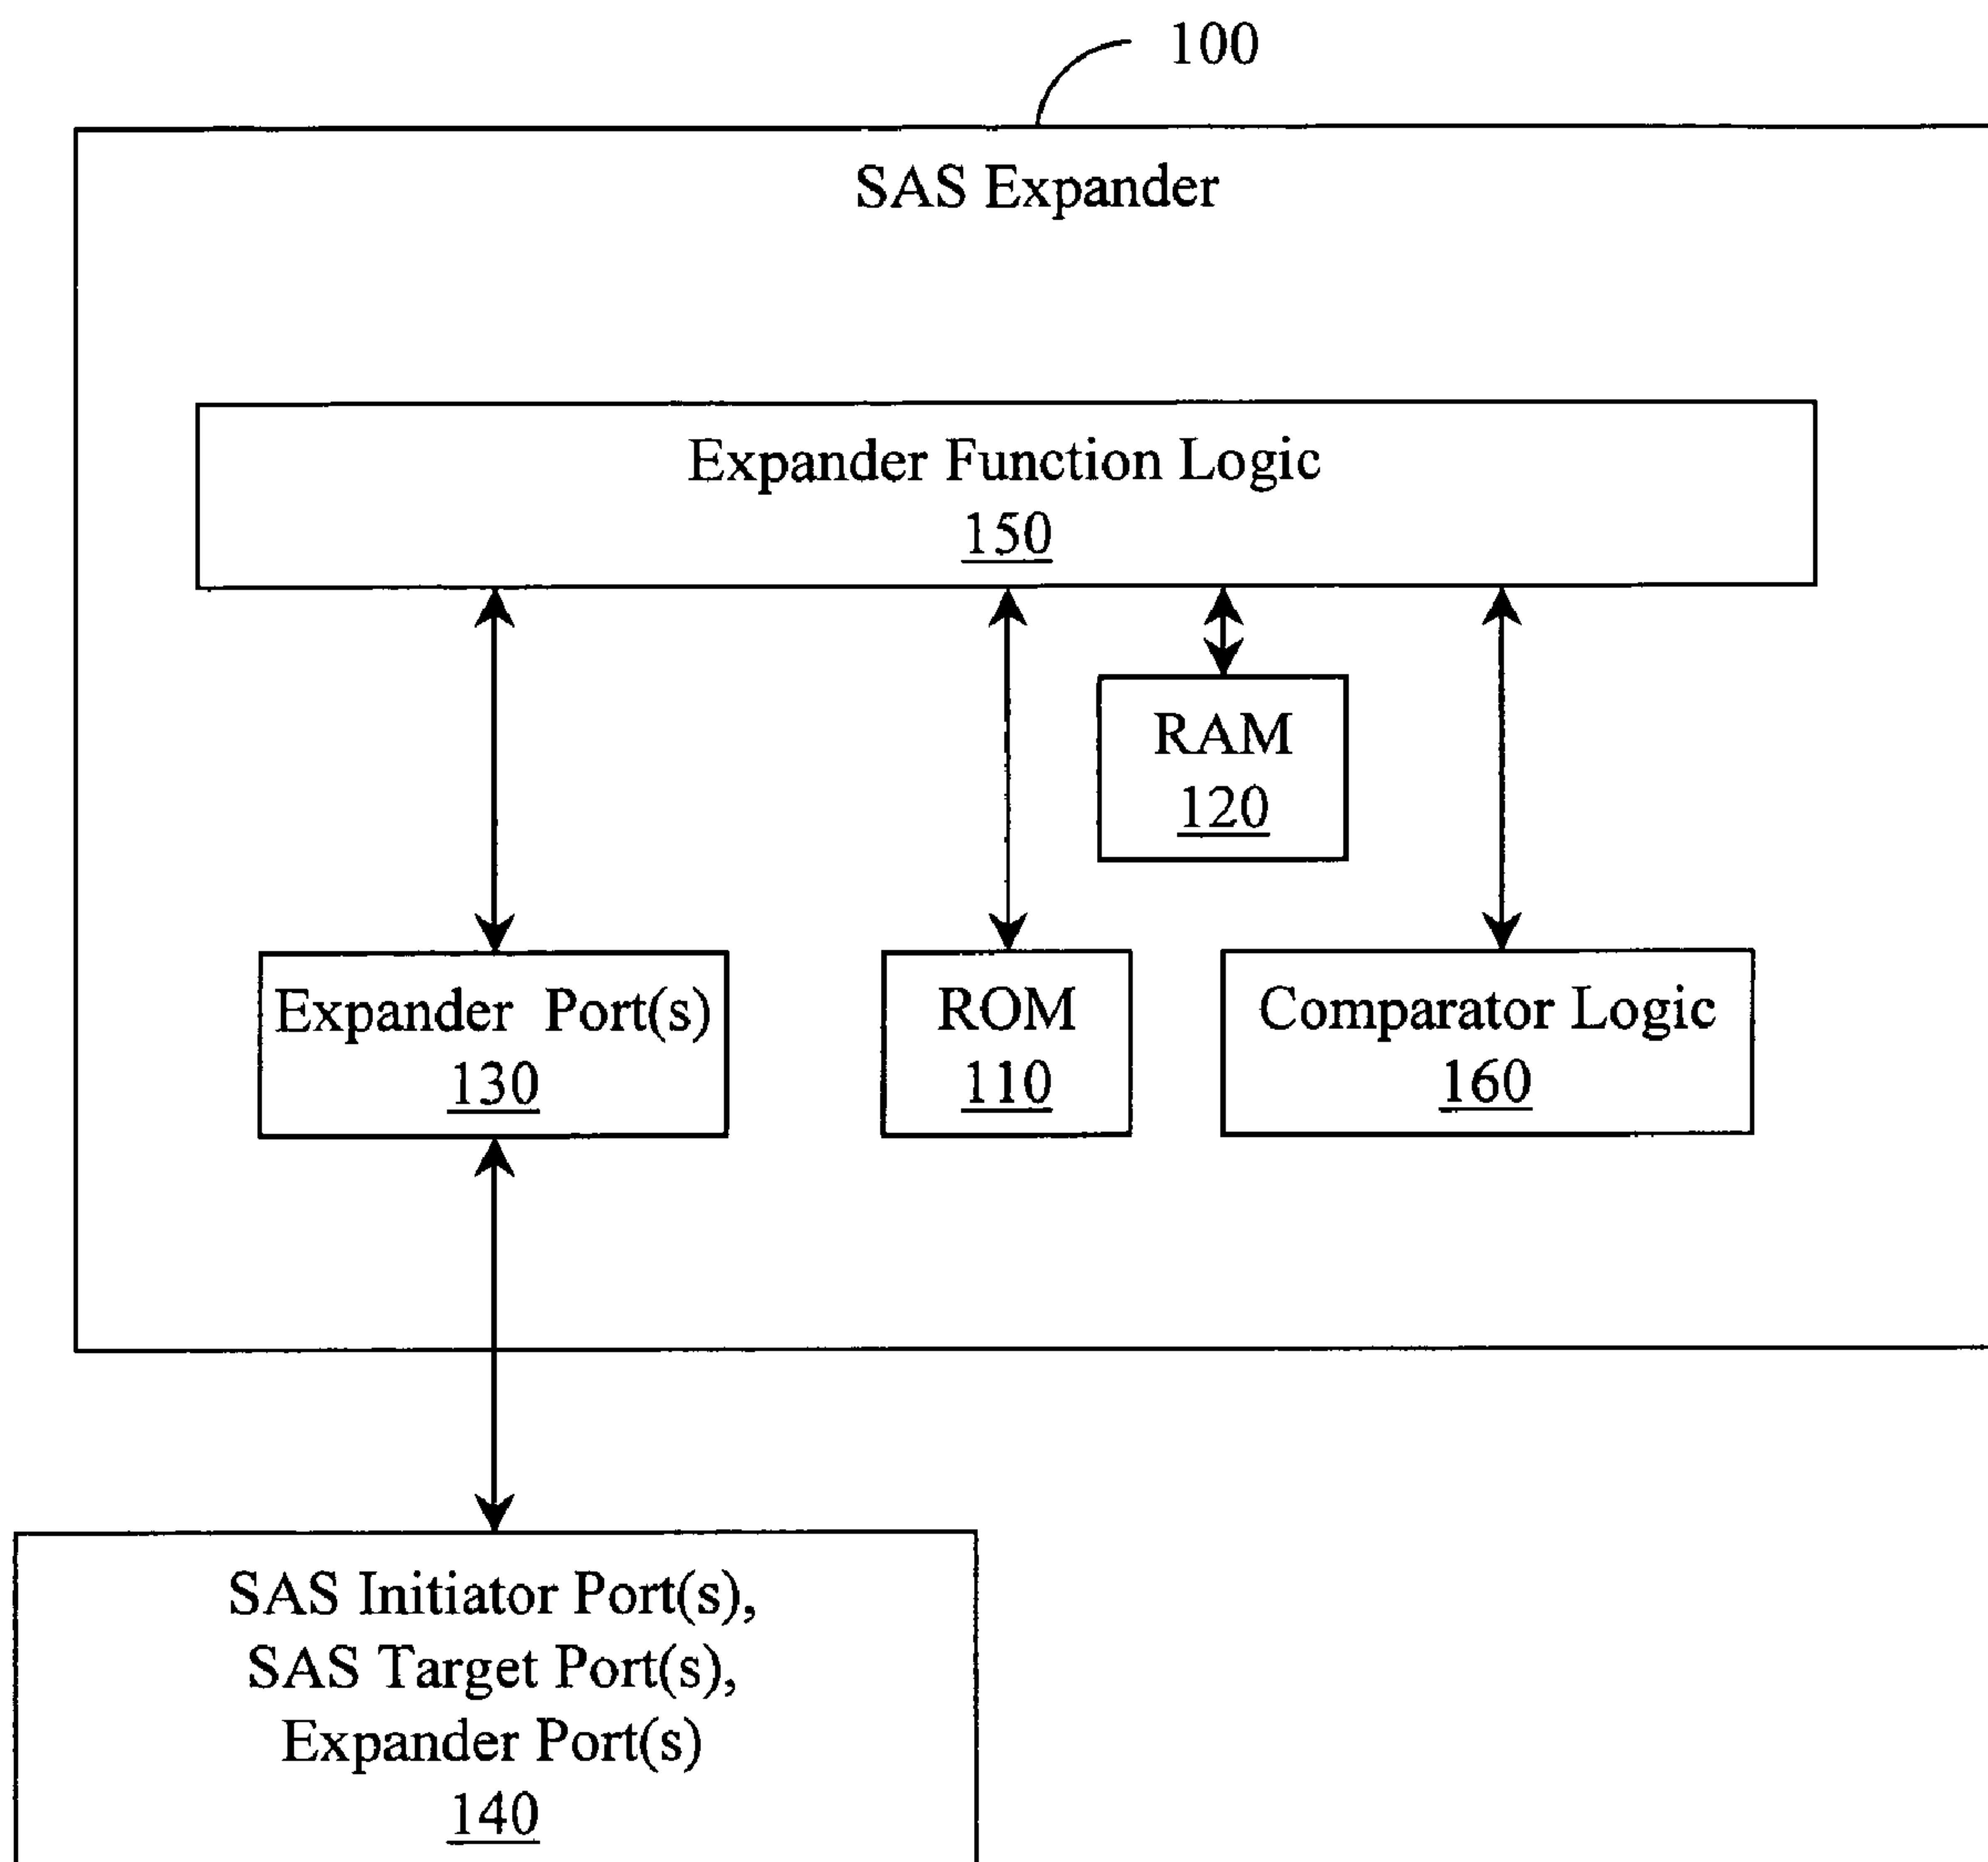 100
SAS Expander
Expander Function Logic
150
RAM
120
Expander Port(s)
130
ROM
110
Comparator Logic
160
SAS Initiator Port(s),
SAS Target Port(s),
Expander Port(s)
140